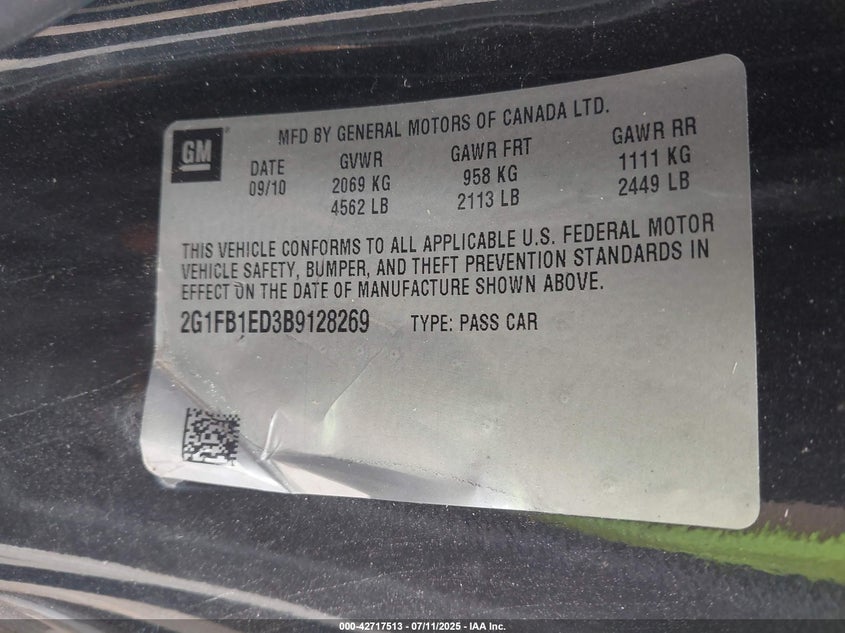 GM
MFD BY GENERAL MOTORS OF CANADA LTD.
DATE GVWR GAWR FRT GAWR RR
09/10 2069 KG 958 KG 1111 KG
4562 LB 2113 LB 2449 LB
THIS VEHICLE CONFORMS TO ALL APPLICABLE U.S. FEDERAL MOTOR
VEHICLE SAFETY, BUMPER, AND THEFT PREVENTION STANDARDS IN
EFFECT ON THE DATE OF MANUFACTURE SHOWN ABOVE.
2G1FB1ED3B9128269 TYPE: PASS CAR
000-42717513 - 07/11/2025 - IAA Inc.